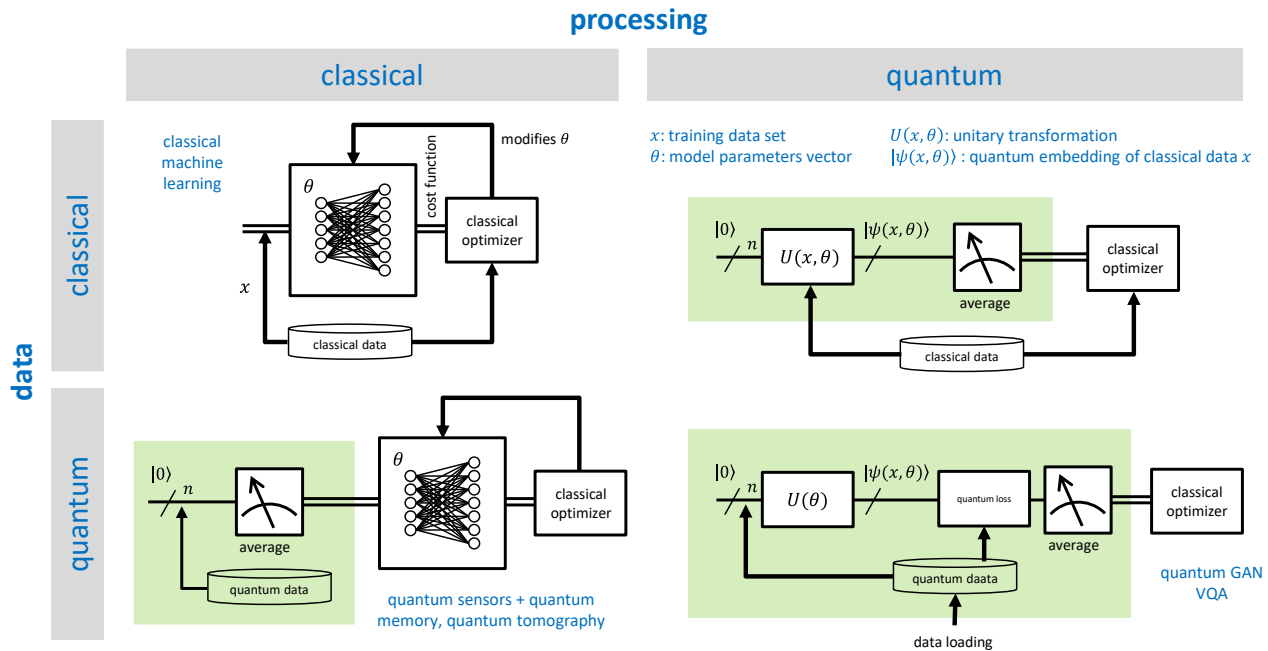 processing
classical
quantum
data
classical
quantum
classical
machine
learning
modifies θ
θ
cost function
classical
optimizer
x
classical data
x: training data set
θ: model parameters vector
U(x, θ): unitary transformation
|ψ(x, θ)⟩ : quantum embedding of classical data x
|0⟩
n
U(x, θ)
|ψ(x, θ)⟩
average
classical
optimizer
classical data
|0⟩
n
average
quantum data
θ
classical
optimizer
quantum sensors + quantum
memory, quantum tomography
|0⟩
n
U(θ)
|ψ(x, θ)⟩
quantum loss
average
classical
optimizer
quantum daata
data loading
quantum GAN
VQA